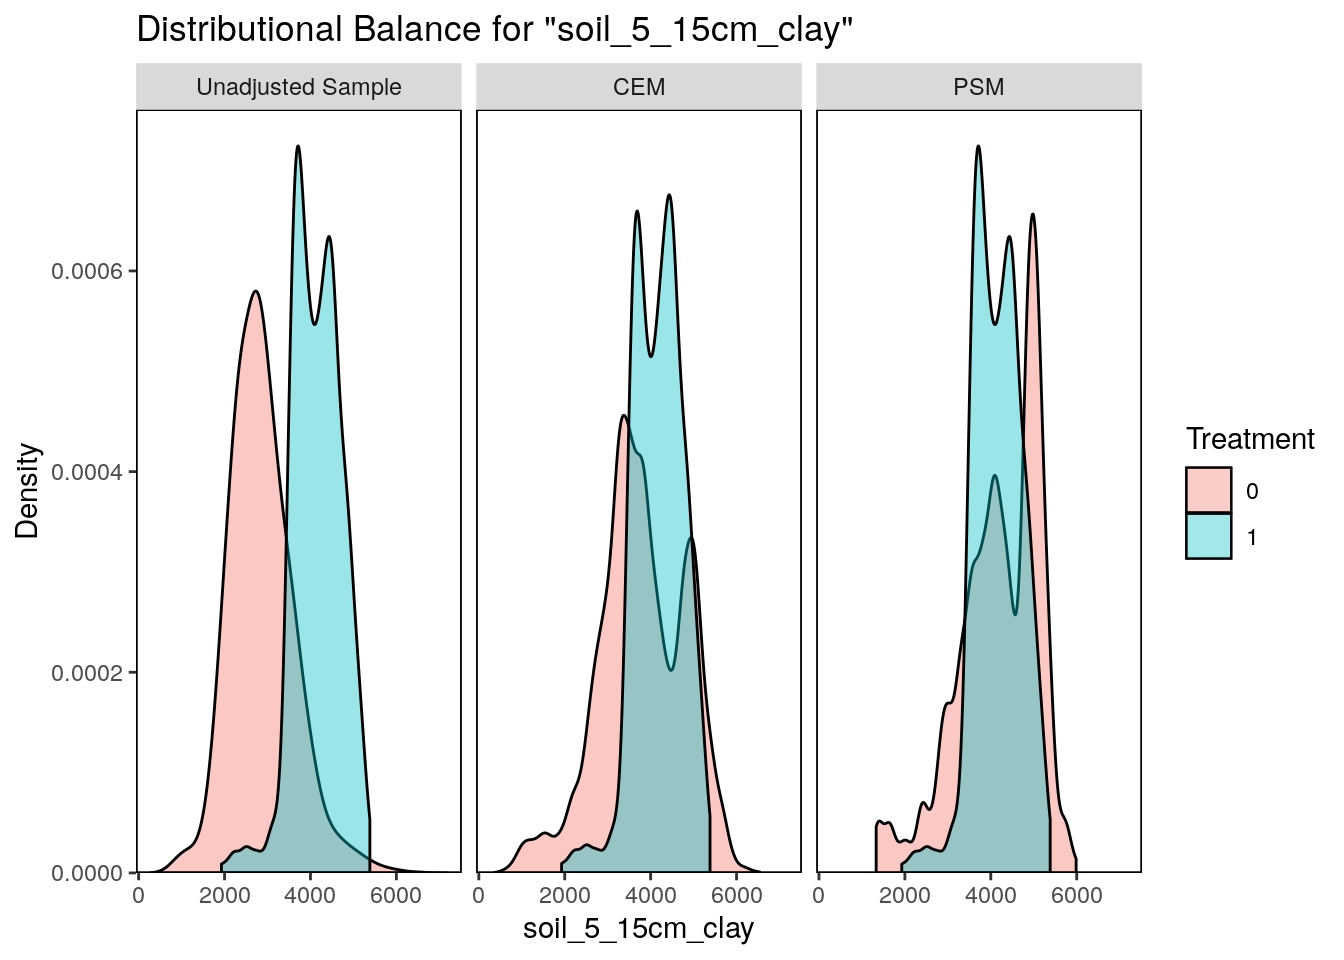 Distributional Balance for "soil_5_15cm_clay"
Unadjusted Sample
CEM
PSM
Density
0.0006
0.0004
0.0002
0.0000
0 2000 4000 6000
0 2000 4000 6000
0 2000 4000 6000
soil_5_15cm_clay
Treatment
0
1